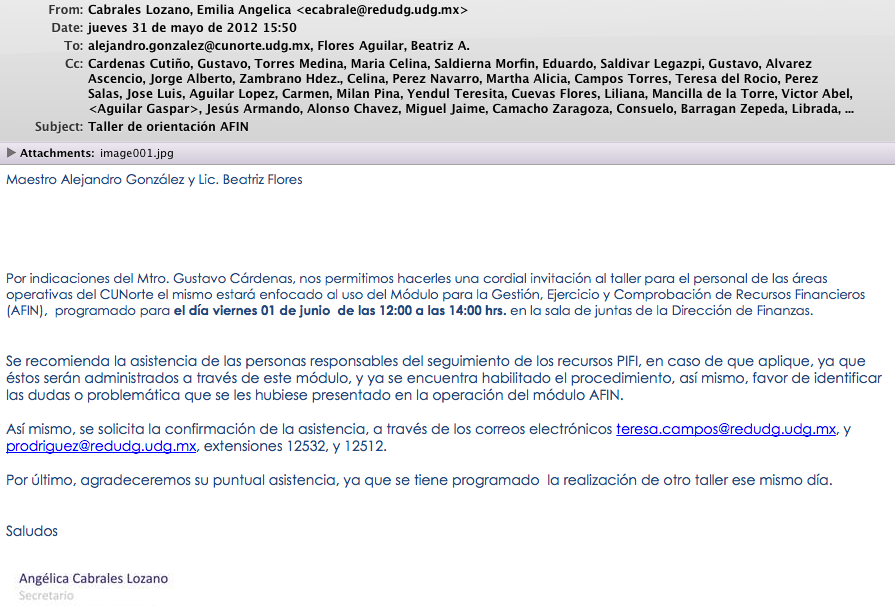 From: Cabrales Lozano, Emilia Angelica <ecabrale@redudg.udg.mx>
Date: jueves 31 de mayo de 2012 15:50
To: alejandro.gonzalez@cunorte.udg.mx, Flores Aguilar, Beatriz A.
Cc: Cardenas Cutiño, Gustavo, Torres Medina, Maria Celina, Saldierna Morfin, Eduardo, Saldivar Legazpi, Gustavo, Alvarez
Ascencio, Jorge Alberto, Zambrano Hdez., Celina, Perez Navarro, Martha Alicia, Campos Torres, Teresa del Rocio, Perez
Salas, Jose Luis, Aguilar Lopez, Carmen, Milan Pina, Yendul Teresita, Cuevas Flores, Liliana, Mancilla de la Torre, Victor Abel,
<Aguilar Gaspar>, Jesús Armando, Alonso Chavez, Miguel Jaime, Camacho Zaragoza, Consuelo, Barragan Zepeda, Librada, ...
Subject: Taller de orientación AFIN
Attachments: image001.jpg
Maestro Alejandro González y Lic. Beatriz Flores
Por indicaciones del Mtro. Gustavo Cárdenas, nos permitimos hacerles una cordial invitación al taller para el personal de las áreas
operativas del CUNorte el mismo estará enfocado al uso del Módulo para la Gestión, Ejercicio y Comprobación de Recursos Financieros
(AFIN), programado para el día viernes 01 de junio de las 12:00 a las 14:00 hrs. en la sala de juntas de la Dirección de Finanzas.
Se recomienda la asistencia de las personas responsables del seguimiento de los recursos PIFI, en caso de que aplique, ya que
éstos serán administrados a través de este módulo, y ya se encuentra habilitado el procedimiento, así mismo, favor de identificar
las dudas o problemática que se les hubiese presentado en la operación del módulo AFIN.
Así mismo, se solicita la confirmación de la asistencia, a través de los correos electrónicos teresa.campos@redudg.udg.mx, y
prodriguez@redudg.udg.mx, extensiones 12532, y 12512.
Por último, agradeceremos su puntual asistencia, ya que se tiene programado la realización de otro taller ese mismo día.
Saludos
Angélica Cabrales Lozano
Secretario